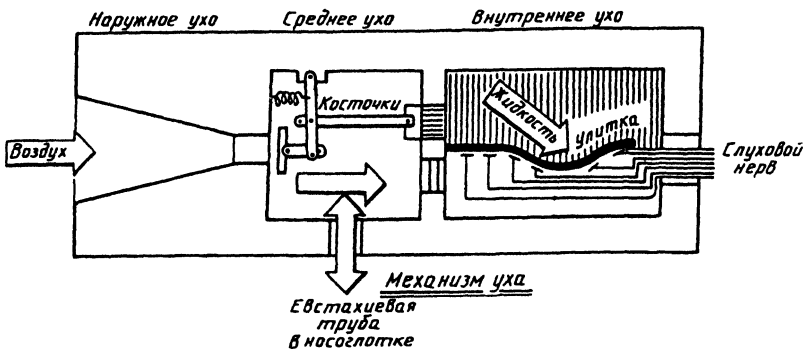 Наружное ухо
Среднее ухо
Внутреннее ухо
Косточки
Жидкость
Улитка
Воздух
Слуховой
нерв
Механизм уха
Евстахиевая
труба
в носоглотке